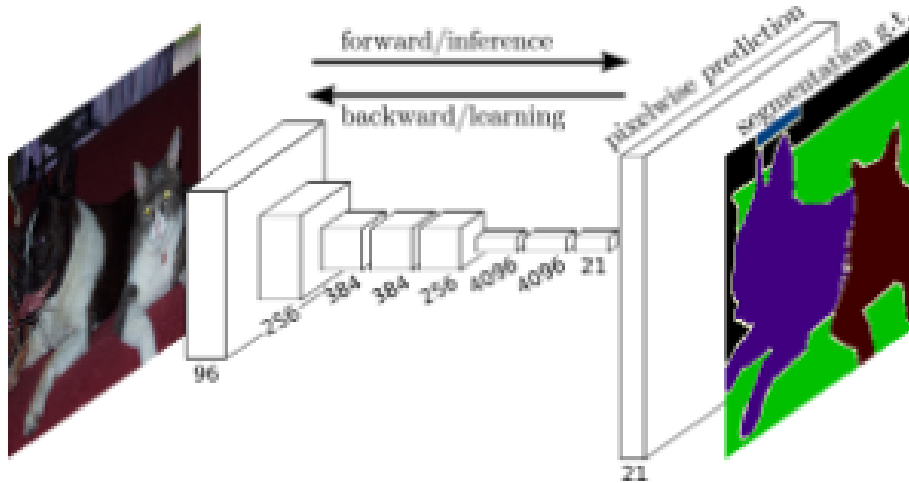 forward/inference
backward/learning
pixelwise prediction
segmentation g.t.
96
256
384
384
256
4096
4096
21
21